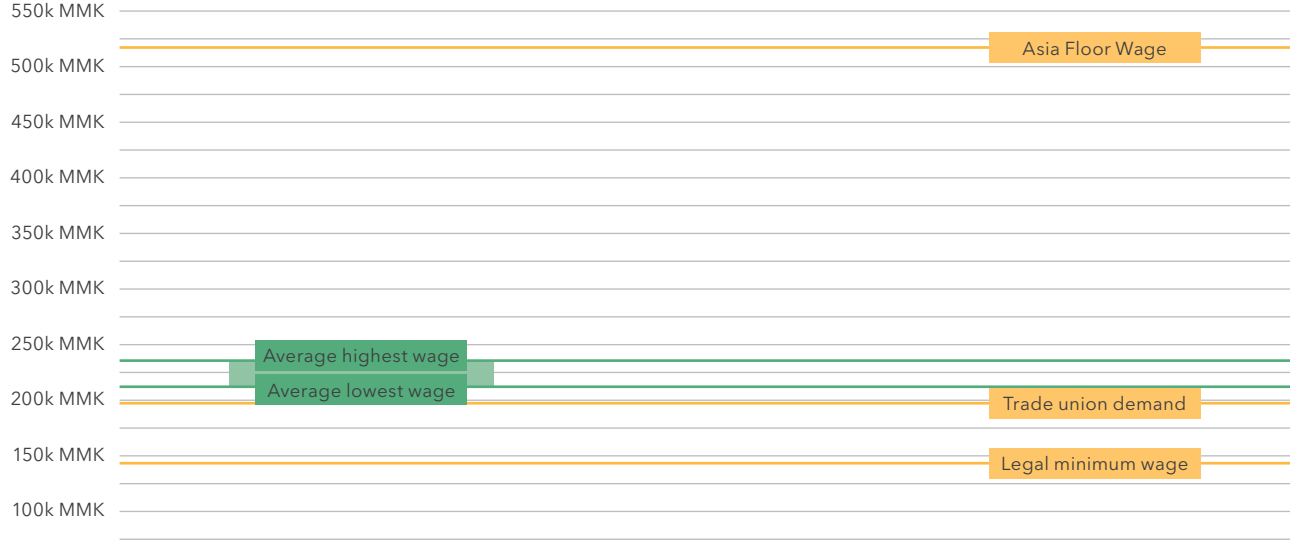 550k MMK
Asia Floor Wage
500k MMK
450k MMK
400k MMK
350k MMK
300k MMK
250k MMK
Average highest wage
Average lowest wage
200k MMK
Trade union demand
150k MMK
Legal minimum wage
100k MMK